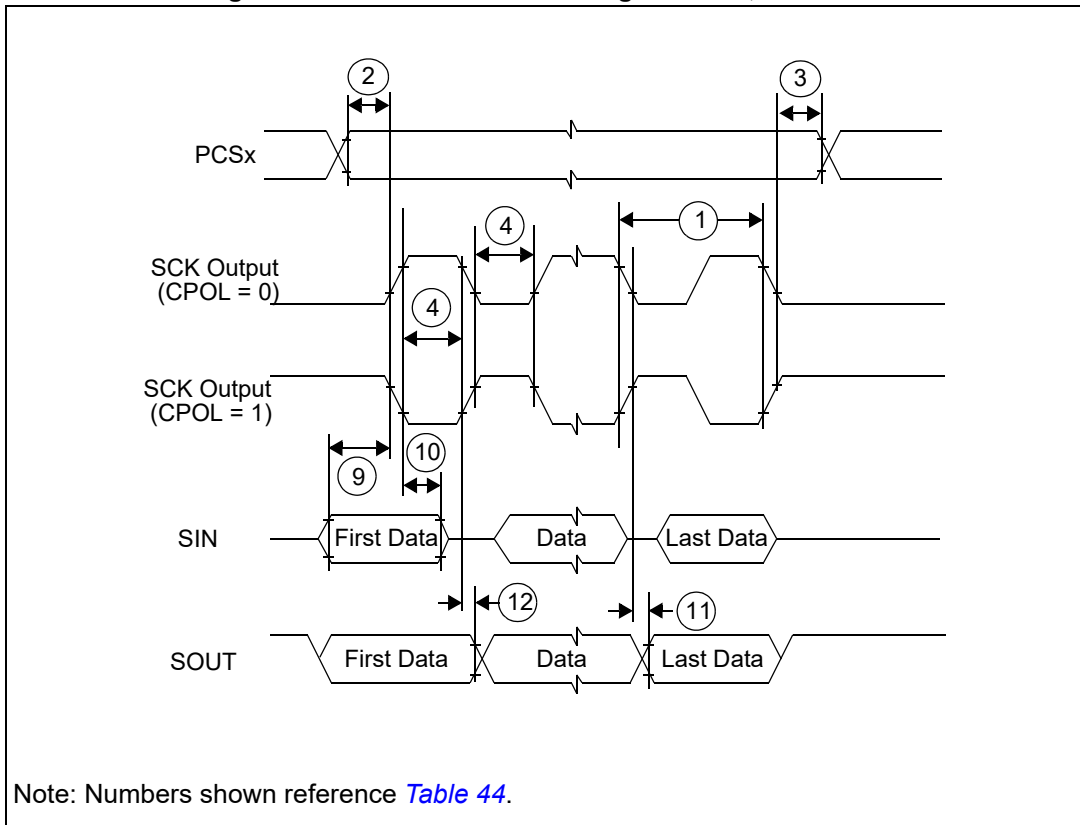 2
3
PCSx
4
1
SCK Output
(CPOL = 0)
4
SCK Output
(CPOL = 1)
9
10
SIN
First Data
Data
Last Data
12
11
SOUT
First Data
Data
Last Data
Note: Numbers shown reference Table 44.